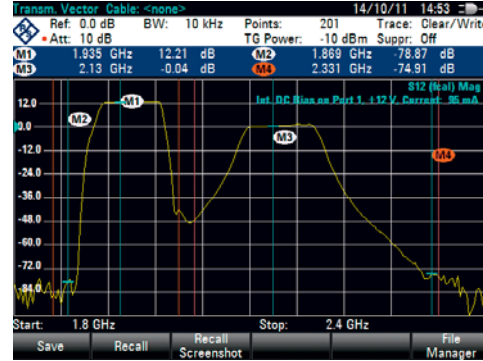 Transm. Vector Cable: <none> 14/10/11 14:53
Ref: 0.0 dB BW: 10 kHz Points: 201 Trace: Clear/Writ
• Att: 10 dB TG Power: -10 dBm Suppr: Off
M1 1.935 GHz 12.21 dB M2 1.869 GHz -78.87 dB
M3 2.13 GHz -0.04 dB M4 2.331 GHz -74.91 dB
S12 (fcal) Mag
Int. DC Bias on Port 1, +12 V, Current: 95 mA
12.0
0.0
-12.0
-24.0
-36.0
-48.0
-60.0
-72.0
-84.0
M2
M1
M3
M4
Start: 1.8 GHz Stop: 2.4 GHz
Save Recall Recall Screenshot File Manager